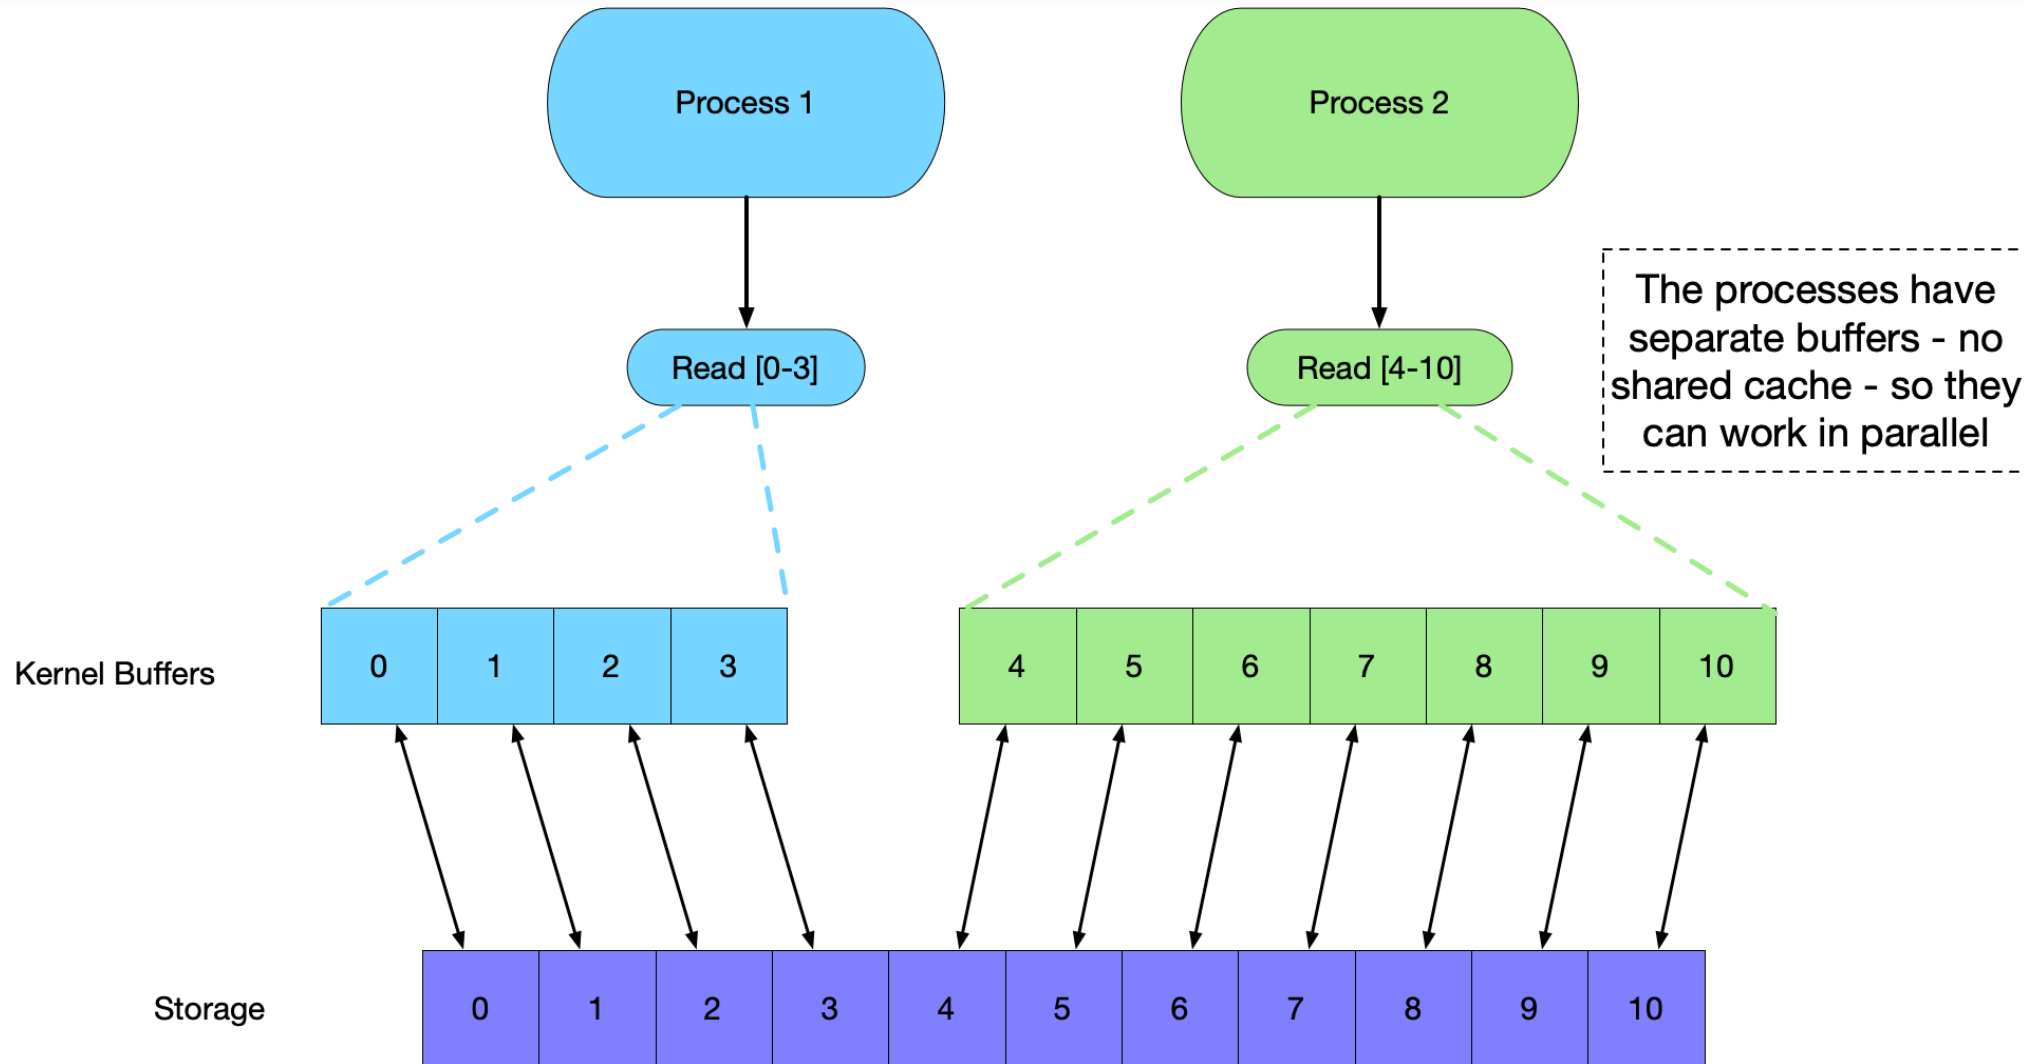 Process 1
Process 2
Read [0-3]
Read [4-10]
The processes have
separate buffers - no
shared cache - so they
can work in parallel
Kernel Buffers
0 1 2 3 4 5 6 7 8 9 10
Storage
0 1 2 3 4 5 6 7 8 9 10